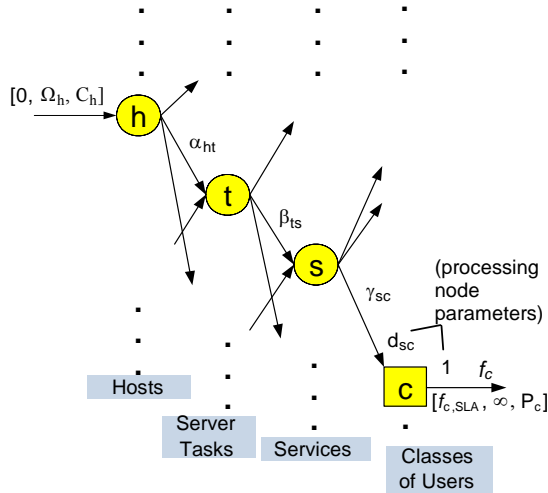 [0, Ωh, Ch]
h
αht
t
βts
s
γsc
(processing
node
parameters)
dsc
1
fc
c
[fc,SLA, ∞, Pc]
Hosts
Server
Tasks
Services
Classes
of Users